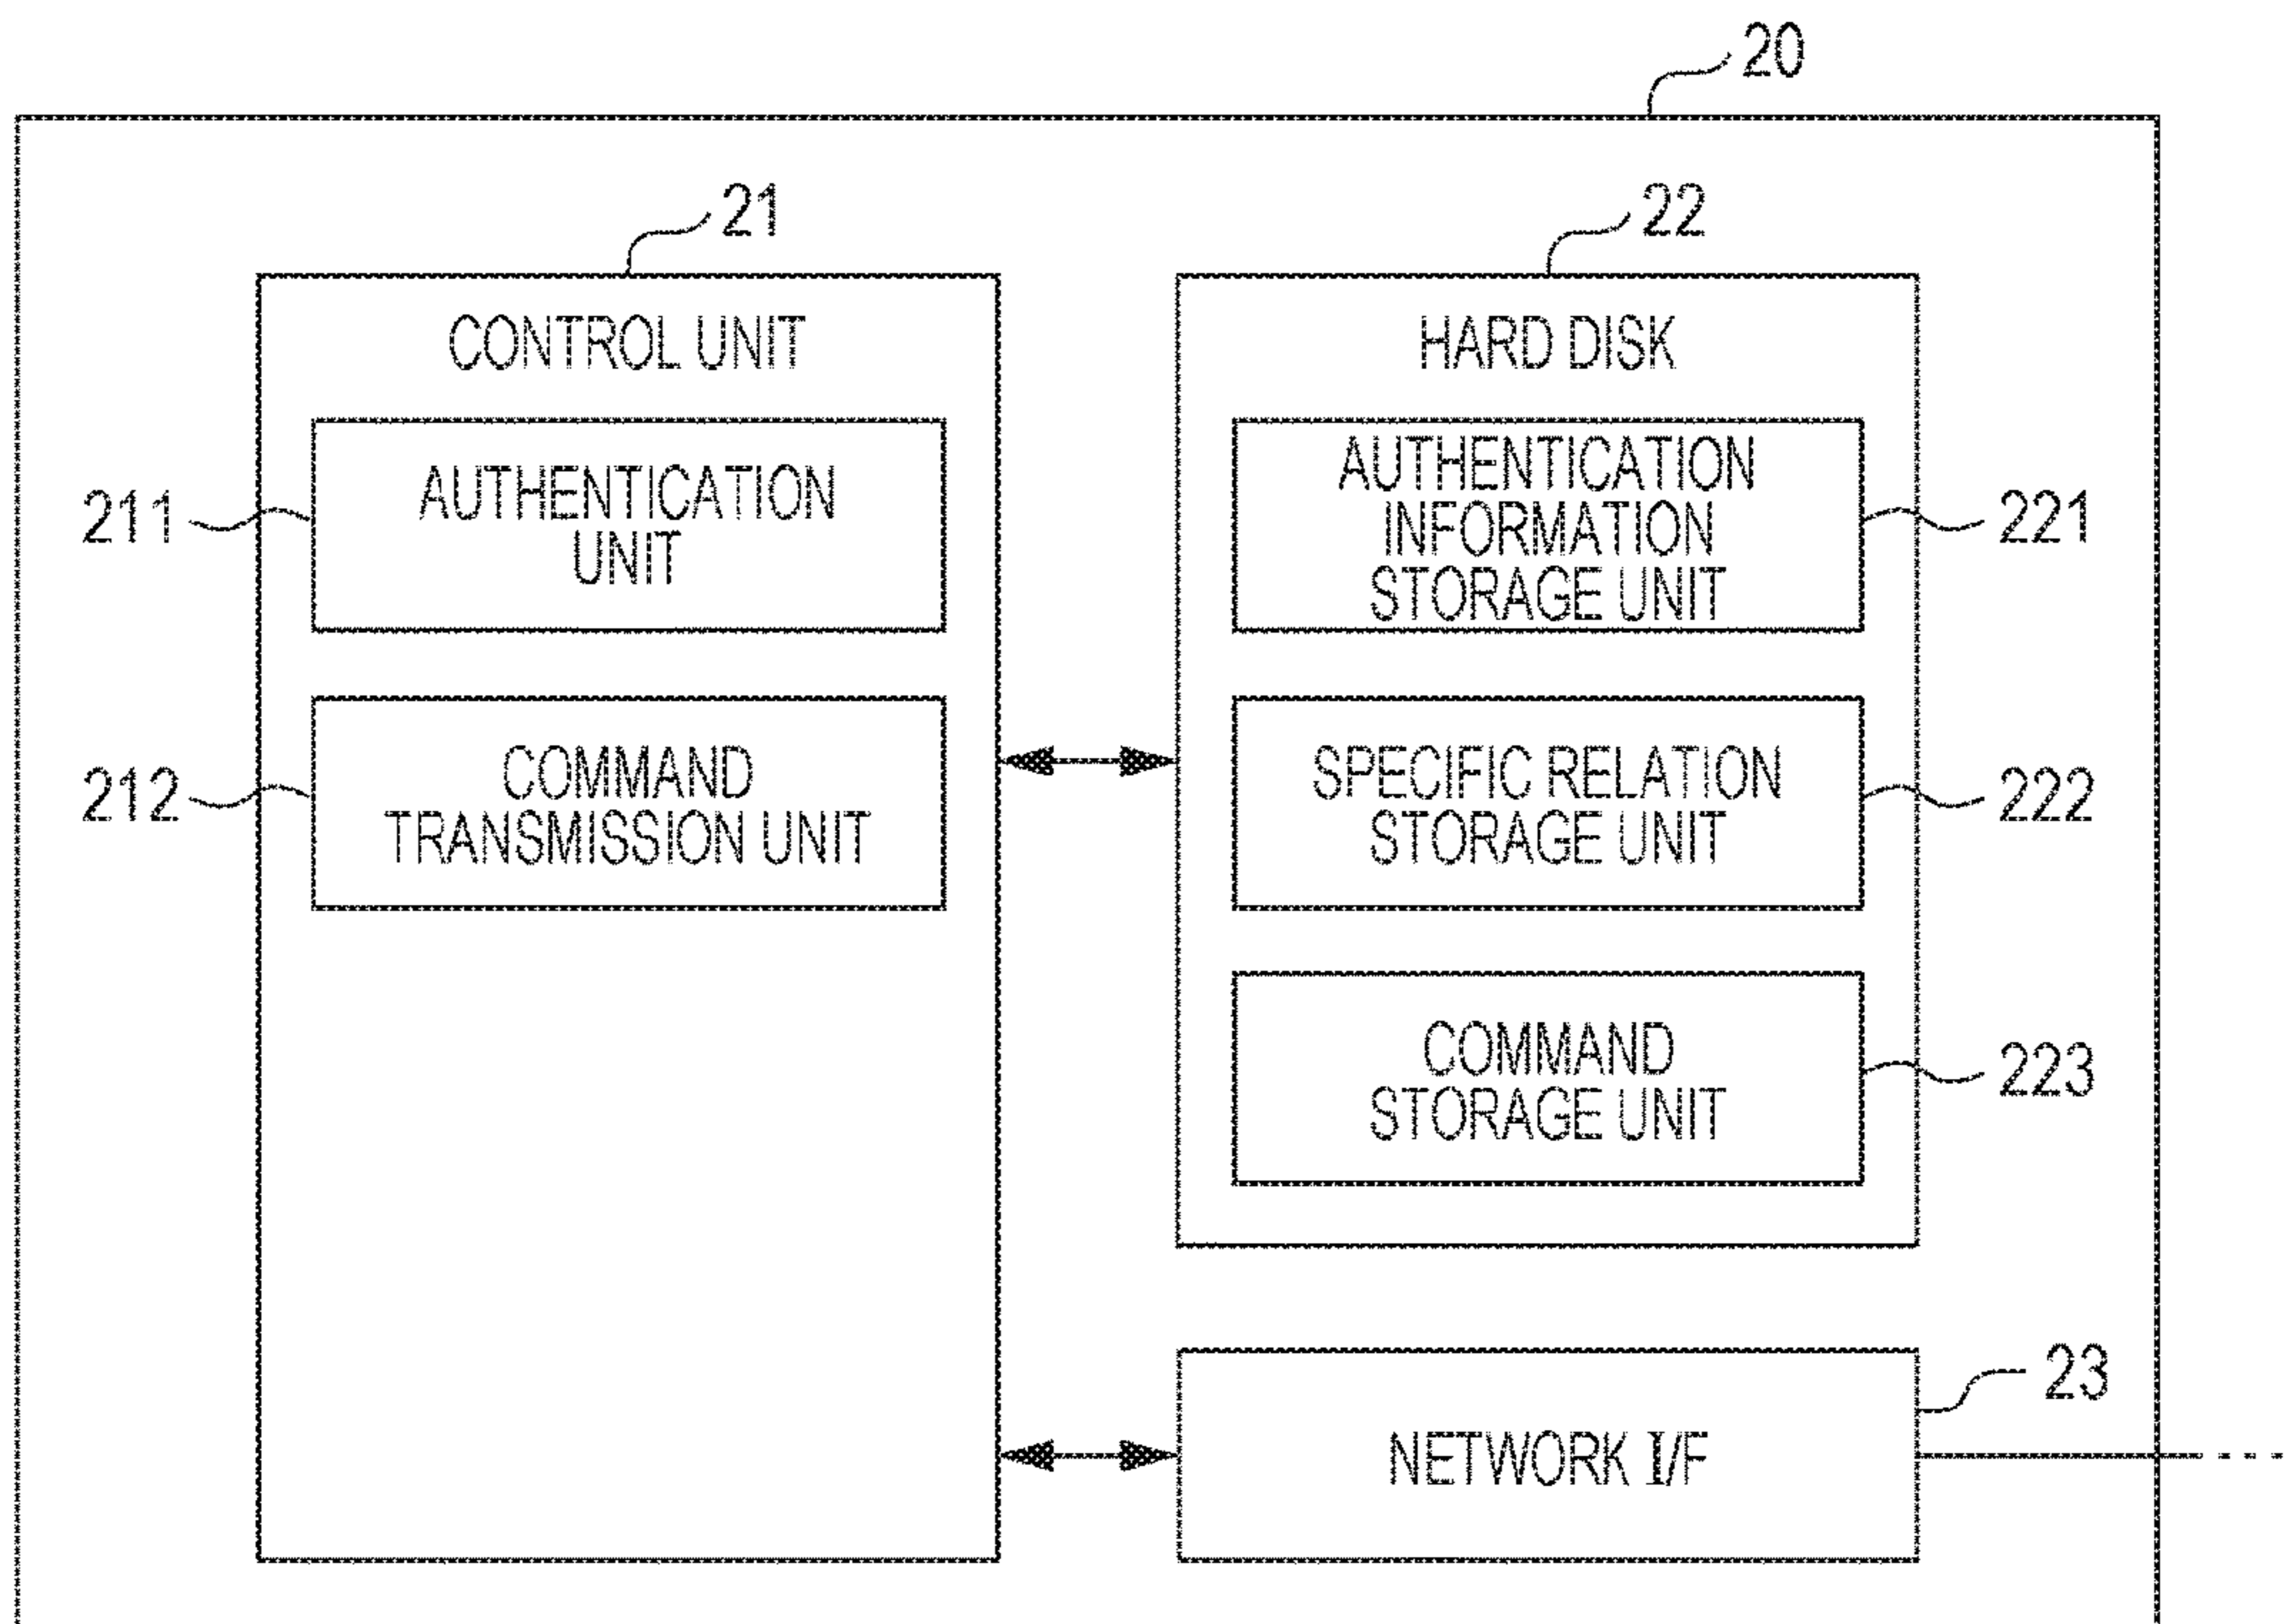 20
21
22
CONTROL UNIT
HARD DISK
211
AUTHENTICATION
UNIT
AUTHENTICATION
INFORMATION
STORAGE UNIT
221
212
COMMAND
TRANSMISSION UNIT
SPECIFIC RELATION
STORAGE UNIT
222
COMMAND
STORAGE UNIT
223
23
NETWORK I/F